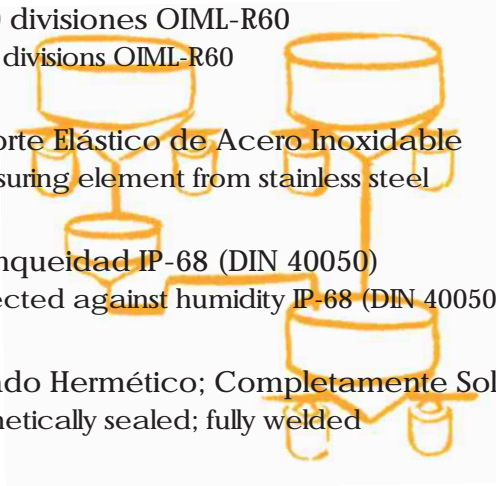 divisiones OIML-R60
divisions OIML-R60
orte Elástico de Acero Inoxidable
suring element from stainless steel
nqueidad IP-68 (DIN 40050)
ected against humidity IP-68 (DIN 40050
do Hermético; Completamente Sol
netically sealed; fully welded